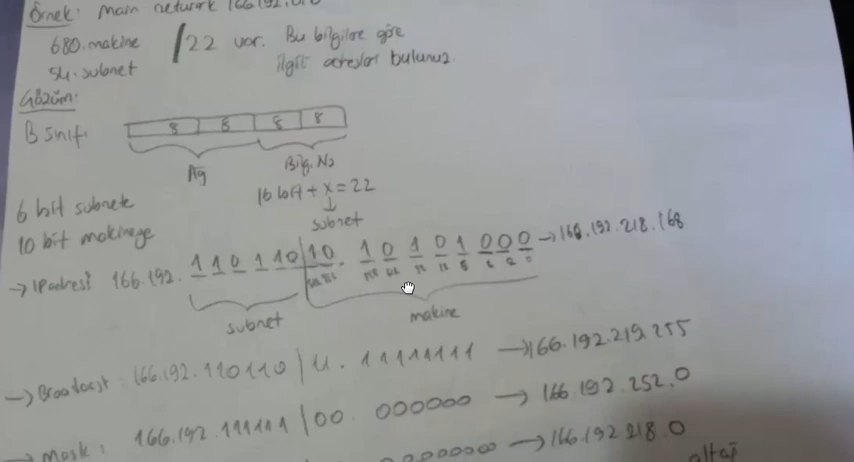 Örnek: Main network 166.192.0.0
680.makine /22 var. Bu bilgilere göre
54.subnet ilgili adresleri bulunuz.
Çözüm:
B sınıfı
8 8 8 8
Ağ Bilg.No
16 bit + x = 22
6 bit subnete
subnet
10 bit makineye
→ IP adresi? 166.192.110110|10.10101000 → 166.192.218.168
subnet makine
→ Broadcast: 166.192.110110|11.11111111 → 166.192.219.255
→ Mask: 166.192.111111|00.000000 → 166.192.252.0
→ 166.192.218.0